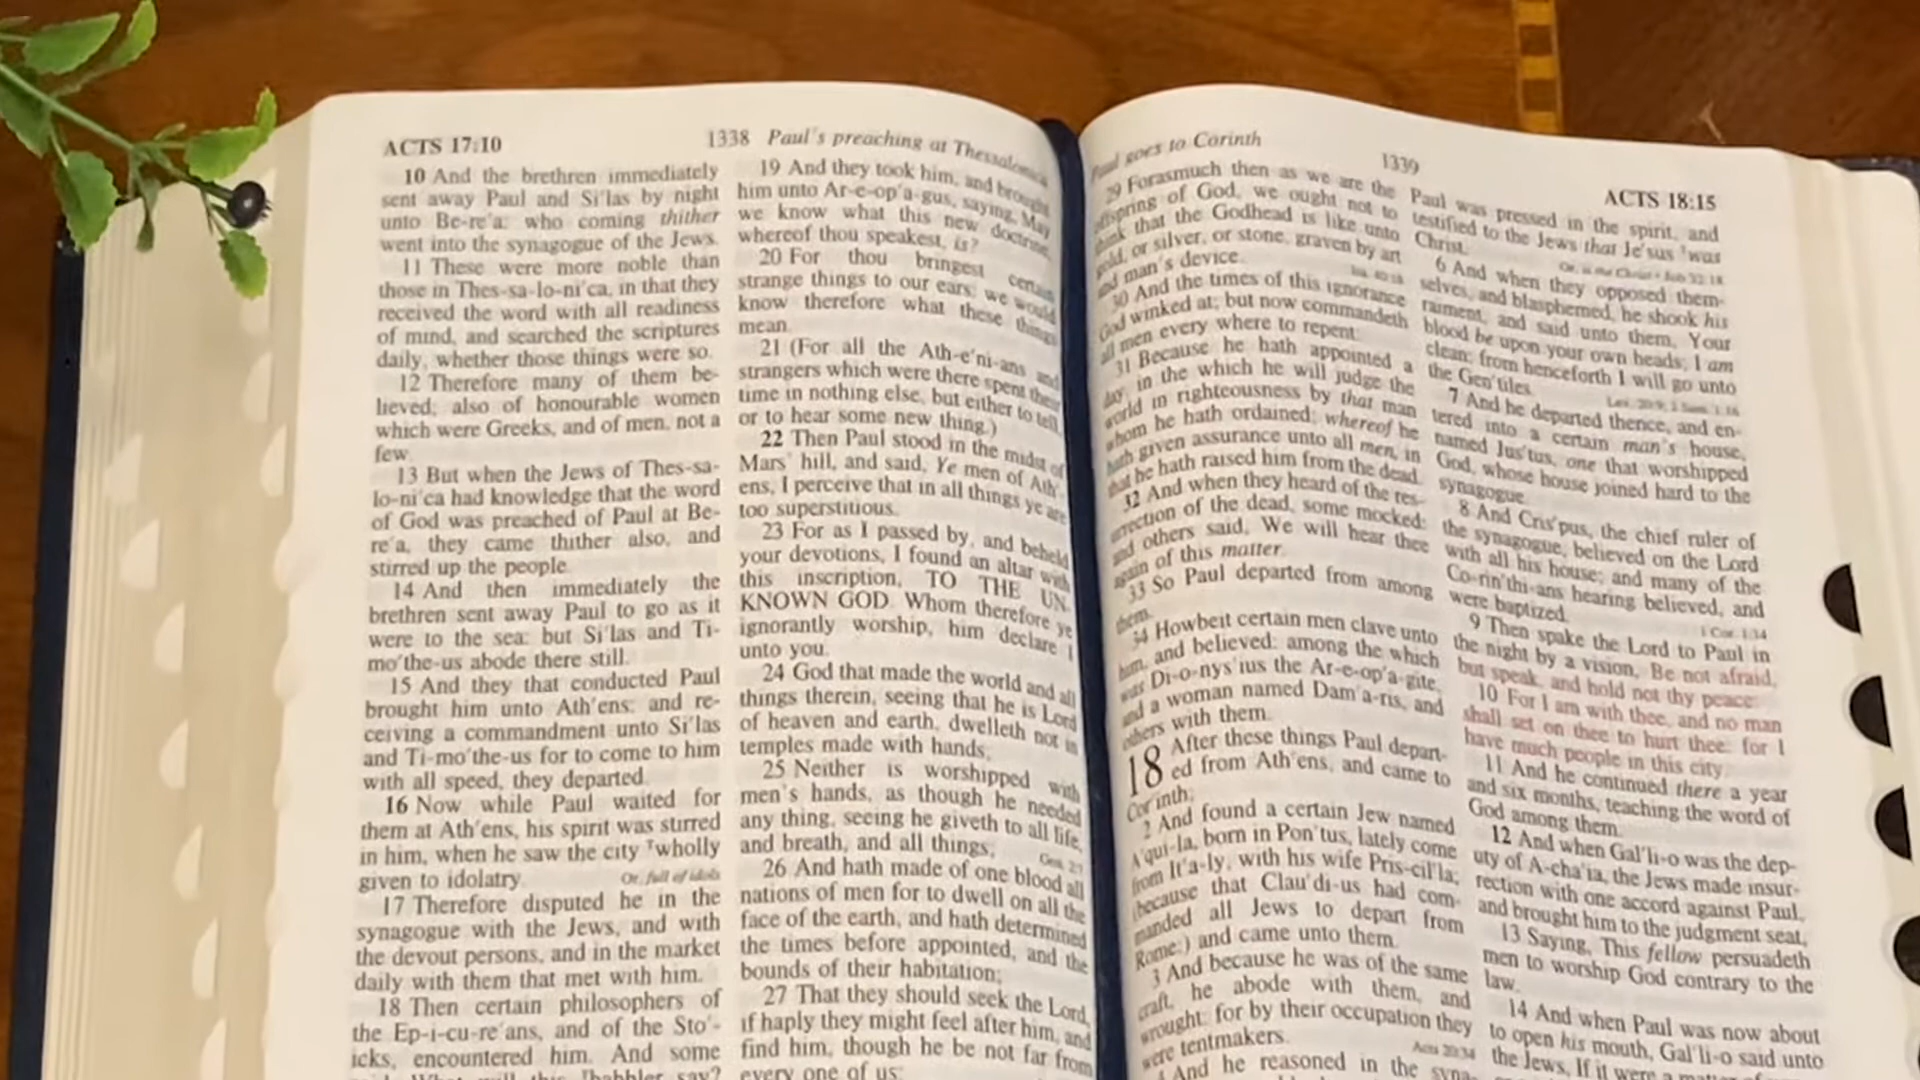 ACTS 17:10
1338 Paul's preaching at Thessalonica
10 And the brethren immediately
sent away Paul and Si'las by night
unto Be-re'a: who coming thither
went into the synagogue of the Jews.
11 These were more noble than
those in Thes-sa-lo-ni'ca, in that they
received the word with all readiness
of mind, and searched the scriptures
daily, whether those things were so.
12 Therefore many of them be-
lieved; also of honourable women
which were Greeks, and of men, not a
few.
13 But when the Jews of Thes-sa-
lo-ni'ca had knowledge that the word
of God was preached of Paul at Be-
re'a, they came thither also, and
stirred up the people.
14 And then immediately the
brethren sent away Paul to go as it
were to the sea: but Si'las and Ti-
mo'the-us abode there still.
15 And they that conducted Paul
brought him unto Ath'ens: and re-
ceiving a commandment unto Si'las
and Ti-mo'the-us for to come to him
with all speed, they departed.
16 Now while Paul waited for
them at Ath'ens, his spirit was stirred
in him, when he saw the city wholly
given to idolatry. Or, full of idols
17 Therefore disputed he in the
synagogue with the Jews, and with
the devout persons, and in the market
daily with them that met with him.
18 Then certain philosophers of
the Ep-i-cu-re'ans, and of the Sto'-
icks, encountered him. And some
said, What will this babbler say?
19 And they took him, and brought
him unto Ar-e-op'a-gus, saying, May
we know what this new doctrine,
whereof thou speakest, is?
20 For thou bringest certain
strange things to our ears: we would
know therefore what these things
mean.
21 (For all the Ath-e'ni-ans and
strangers which were there spent their
time in nothing else, but either to tell,
or to hear some new thing.)
22 Then Paul stood in the midst of
Mars' hill, and said, Ye men of Ath'-
ens, I perceive that in all things ye are
too superstitious.
23 For as I passed by, and beheld
your devotions, I found an altar with
this inscription, TO THE UN-
KNOWN GOD. Whom therefore ye
ignorantly worship, him declare I
unto you.
24 God that made the world and all
things therein, seeing that he is Lord
of heaven and earth, dwelleth not in
temples made with hands;
25 Neither is worshipped with
men's hands, as though he needed
any thing, seeing he giveth to all life,
and breath, and all things;
Gen. 2:7
26 And hath made of one blood all
nations of men for to dwell on all the
face of the earth, and hath determined
the times before appointed, and the
bounds of their habitation;
27 That they should seek the Lord,
if haply they might feel after him, and
find him, though he be not far from
every one of us:
Paul goes to Corinth
1339
ACTS 18:15
29 Forasmuch then as we are the
offspring of God, we ought not to
think that the Godhead is like unto
gold, or silver, or stone, graven by art
and man's device.
30 And the times of this ignorance
God winked at; but now commandeth
all men every where to repent:
31 Because he hath appointed a
day, in the which he will judge the
world in righteousness by that man
whom he hath ordained; whereof he
hath given assurance unto all men, in
that he hath raised him from the dead.
32 And when they heard of the res-
urrection of the dead, some mocked:
and others said, We will hear thee
again of this matter.
33 So Paul departed from among
them.
34 Howbeit certain men clave unto
him, and believed: among the which
was Di-o-nys'ius the Ar-e-op'a-gite,
and a woman named Dam'a-ris, and
others with them.
18 After these things Paul depart-
ed from Ath'ens, and came to
Cor'inth;
2 And found a certain Jew named
A'qui-la, born in Pon'tus, lately come
from It'a-ly, with his wife Pris-cil'la;
(because that Clau'di-us had com-
manded all Jews to depart from
Rome:) and came unto them.
3 And because he was of the same
craft, he abode with them, and
wrought: for by their occupation they
were tentmakers. Acts 20:34
4 And he reasoned in the syna-
Paul was pressed in the spirit, and
testified to the Jews that Je'sus was
Christ.
6 And when they opposed them-
selves, and blasphemed, he shook his
raiment, and said unto them, Your
blood be upon your own heads; I am
clean: from henceforth I will go unto
the Gen'tiles.
7 And he departed thence, and en-
tered into a certain man's house,
named Jus'tus, one that worshipped
God, whose house joined hard to the
synagogue.
8 And Cris'pus, the chief ruler of
the synagogue, believed on the Lord
with all his house; and many of the
Co-rin'thi-ans hearing believed, and
were baptized.
1 Cor. 1:14
9 Then spake the Lord to Paul in
the night by a vision, Be not afraid,
but speak, and hold not thy peace:
10 For I am with thee, and no man
shall set on thee to hurt thee: for I
have much people in this city.
11 And he continued there a year
and six months, teaching the word of
God among them.
12 And when Gal'li-o was the dep-
uty of A-cha'ia, the Jews made insur-
rection with one accord against Paul,
and brought him to the judgment seat,
13 Saying, This fellow persuadeth
men to worship God contrary to the
law.
14 And when Paul was now about
to open his mouth, Gal'li-o said unto
the Jews, If it were a matter of